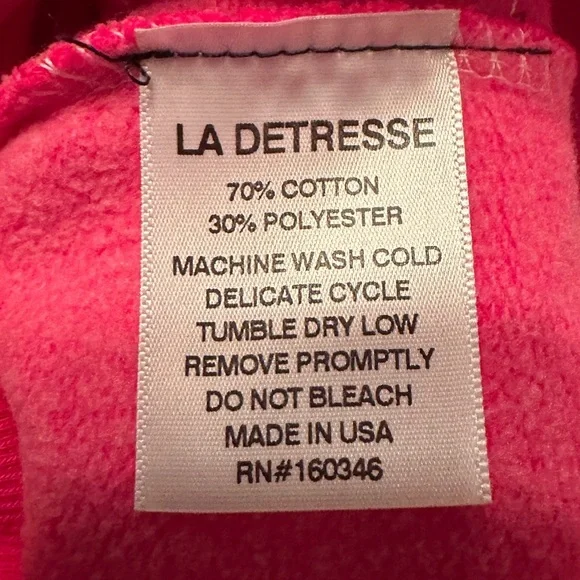 LA DETRESSE
70% COTTON
30% POLYESTER
MACHINE WASH COLD
DELICATE CYCLE
TUMBLE DRY LOW
REMOVE PROMPTLY
DO NOT BLEACH
MADE IN USA
RN#160346